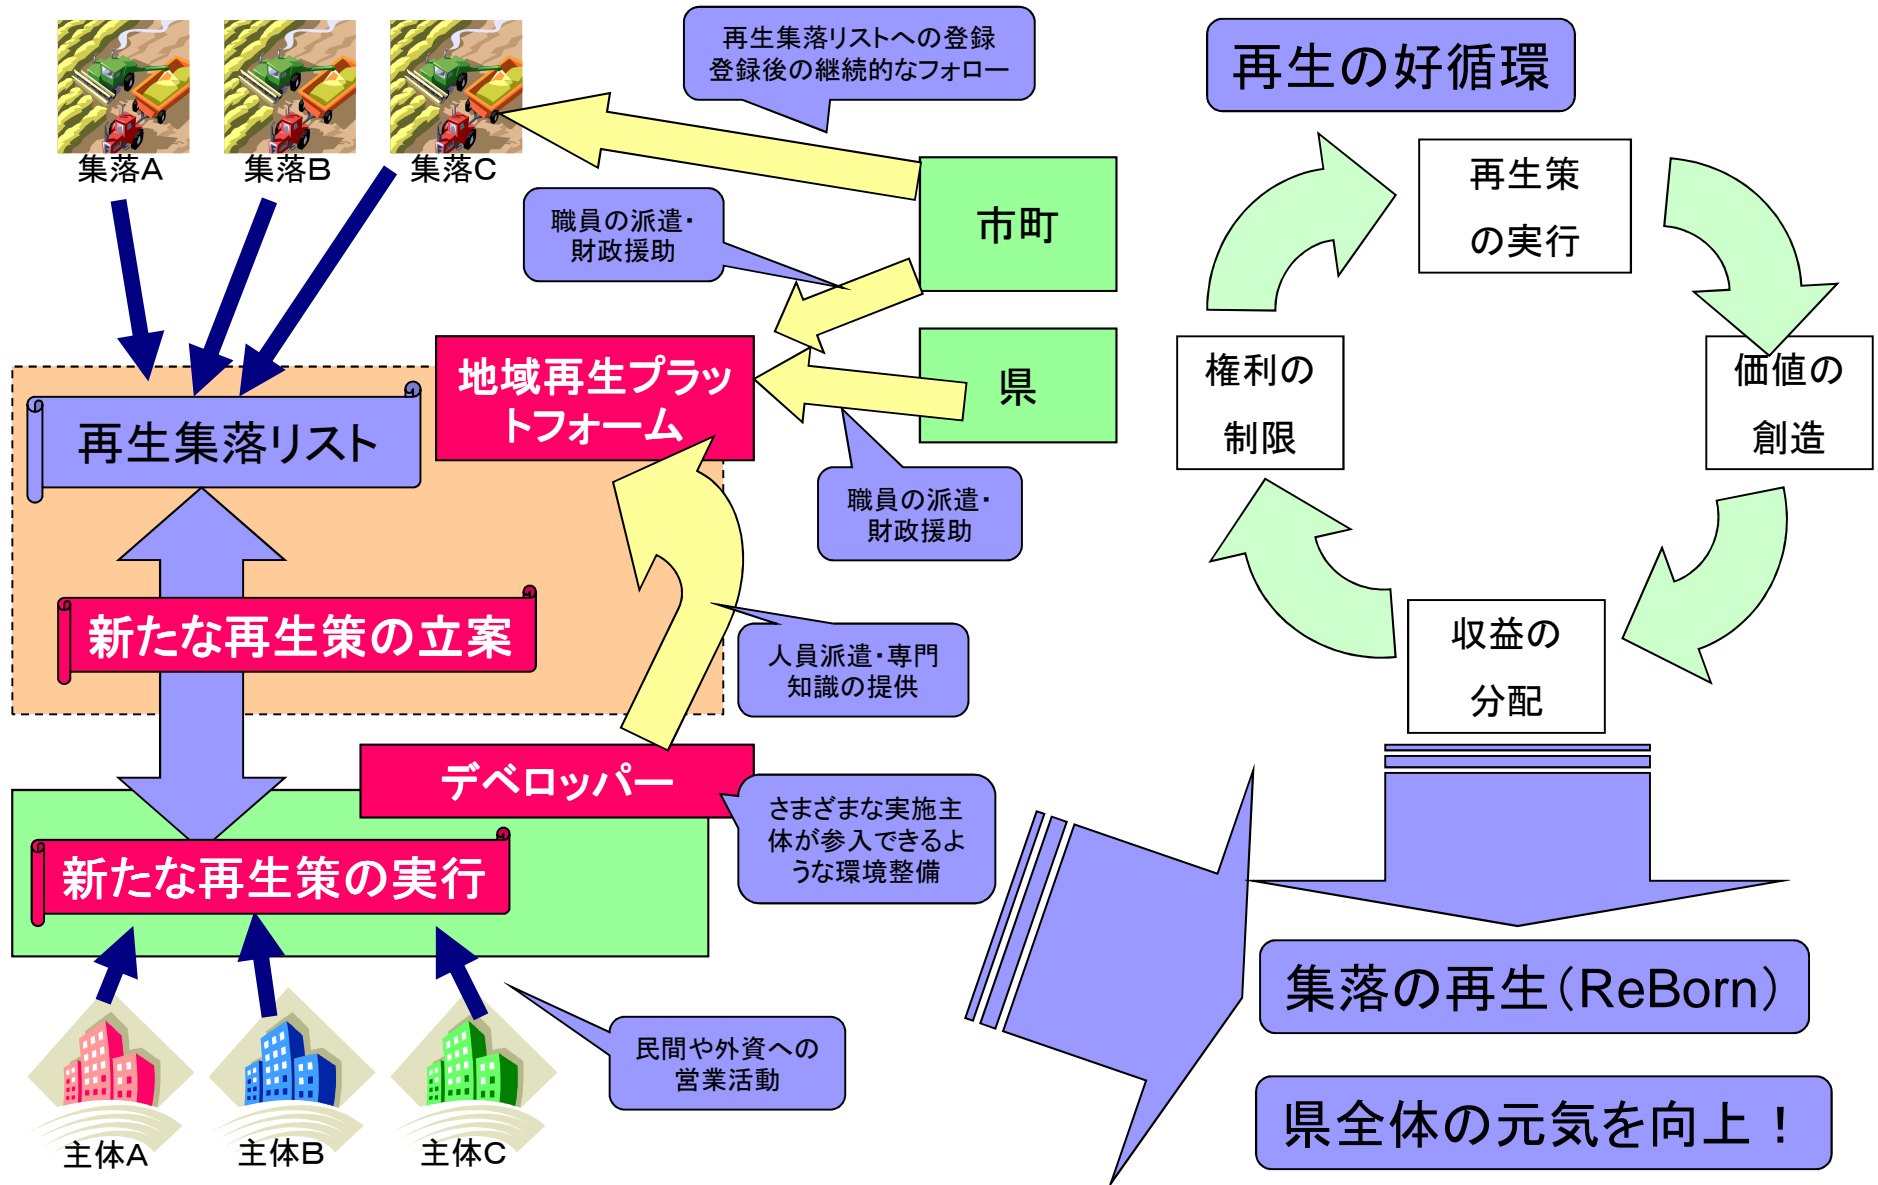 再生集落リストへの登録
登録後の継続的なフォロー
再生の好循環
集落A
集落B
集落C
職員の派遣・
財政援助
市町
再生策
の実行
地域再生プラッ
トフォーム
県
権利の
制限
価値の
創造
再生集落リスト
職員の派遣・
財政援助
新たな再生策の立案
人員派遣・専門
知識の提供
収益の
分配
デベロッパー
さまざまな実施主
体が参入できるよ
うな環境整備
新たな再生策の実行
集落の再生（ReBorn）
民間や外資への
営業活動
県全体の元気を向上！
主体A
主体B
主体C